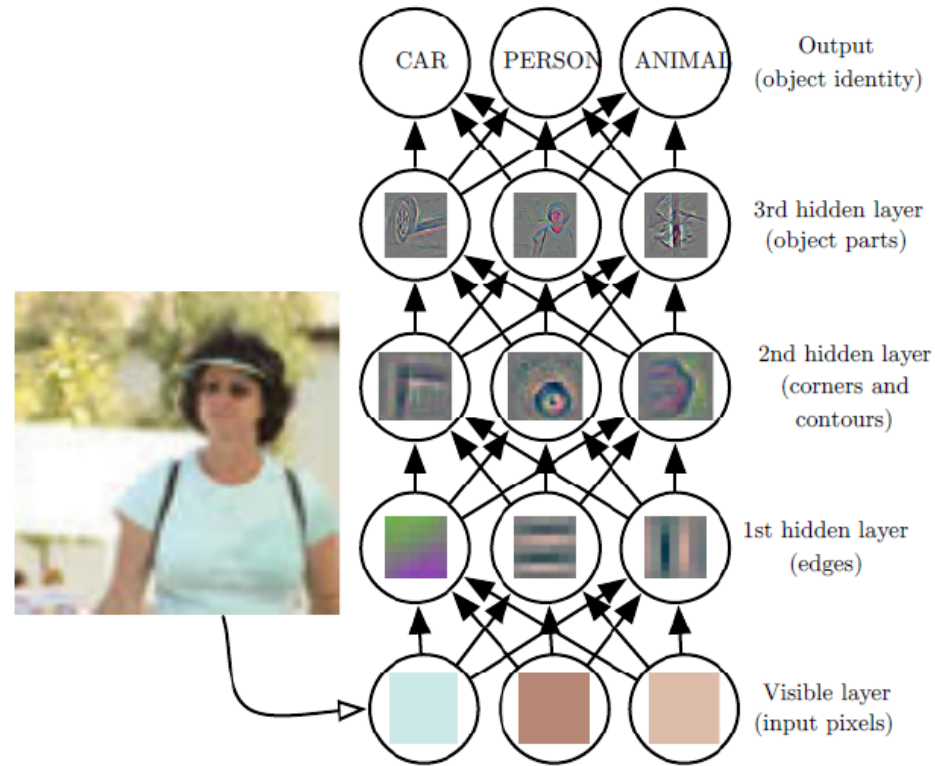 CAR
PERSON
ANIMAL
Output
(object identity)
3rd hidden layer
(object parts)
2nd hidden layer
(corners and
contours)
1st hidden layer
(edges)
Visible layer
(input pixels)